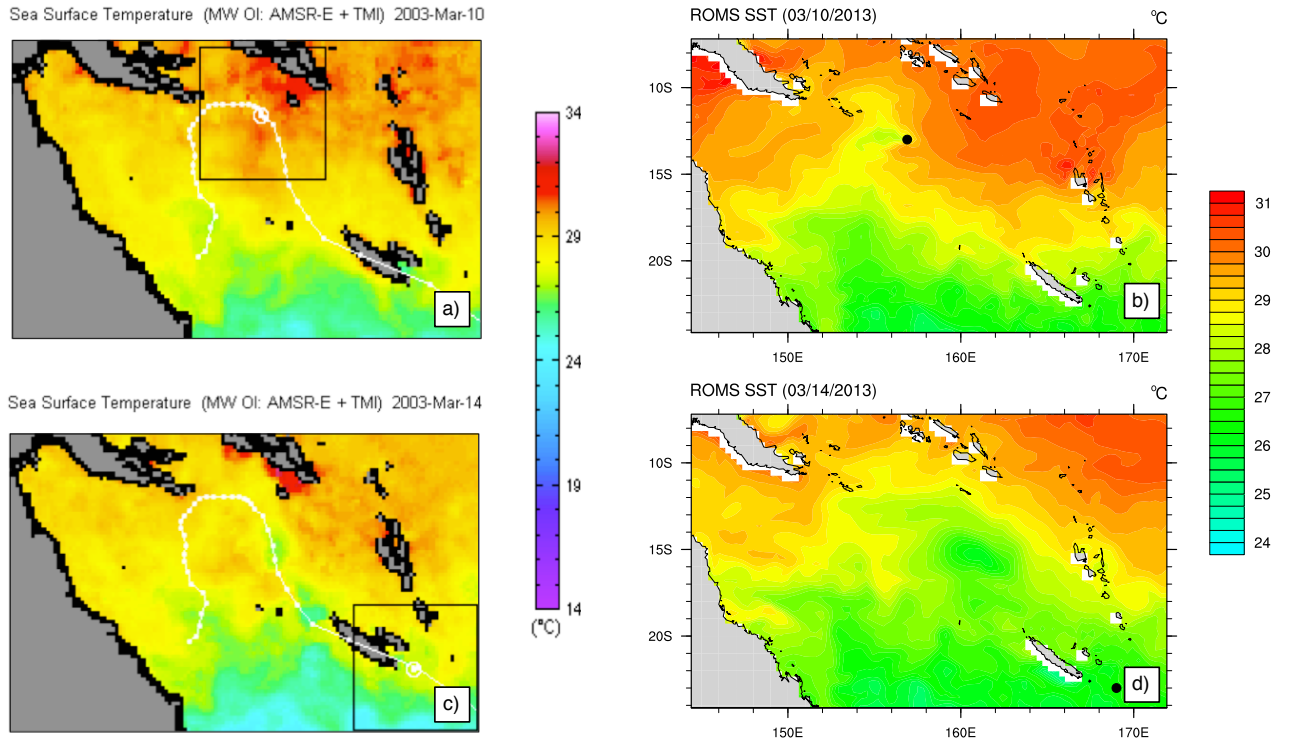 Sea Surface Temperature (MW OI: AMSR-E + TMI) 2003-Mar-10
a)
ROMS SST (03/10/2013)
°C
10S
15S
20S
150E
160E
170E
b)
34
29
24
19
14
(°C)
31
30
29
28
27
26
25
24
Sea Surface Temperature (MW OI: AMSR-E + TMI) 2003-Mar-14
c)
ROMS SST (03/14/2013)
°C
10S
15S
20S
150E
160E
170E
d)